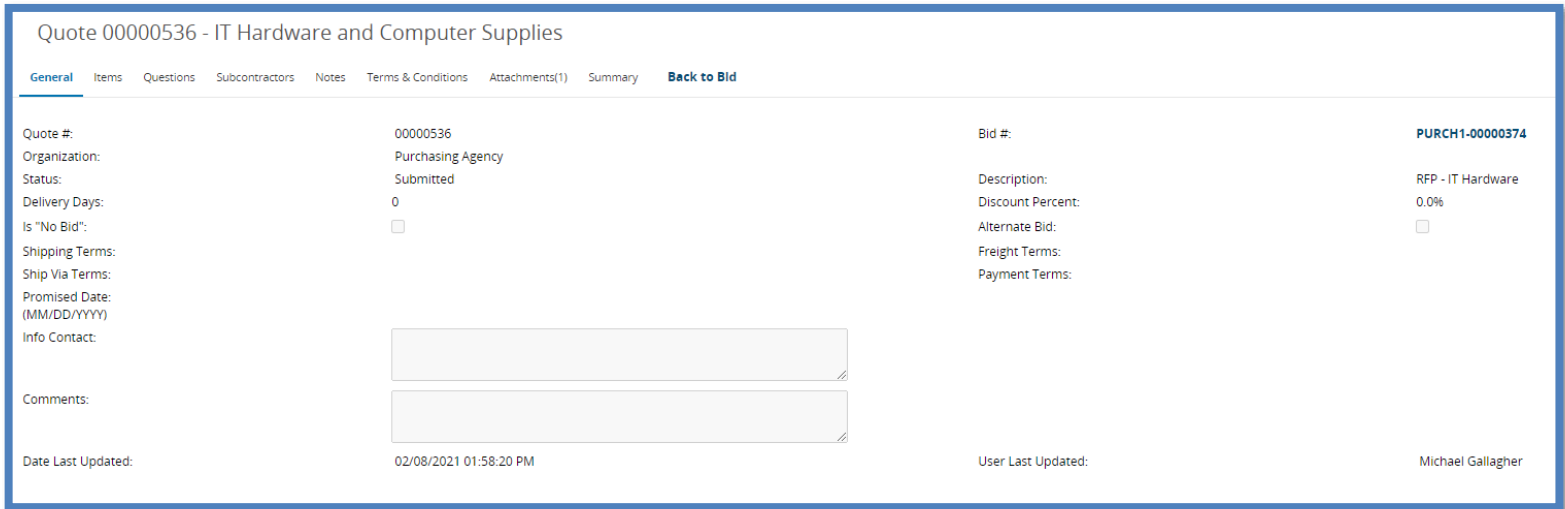 Quote 00000536 - IT Hardware and Computer Supplies
General Items Questions Subcontractors Notes Terms & Conditions Attachments(1) Summary Back to Bid
Quote #: 00000536 Bid #: PURCH1-00000374
Organization: Purchasing Agency
Status: Submitted Description: RFP - IT Hardware
Delivery Days: 0 Discount Percent: 0.0%
Is "No Bid": Alternate Bid:
Shipping Terms: Freight Terms:
Ship Via Terms: Payment Terms:
Promised Date:
(MM/DD/YYYY)
Info Contact:
Comments:
Date Last Updated: 02/08/2021 01:58:20 PM User Last Updated: Michael Gallagher